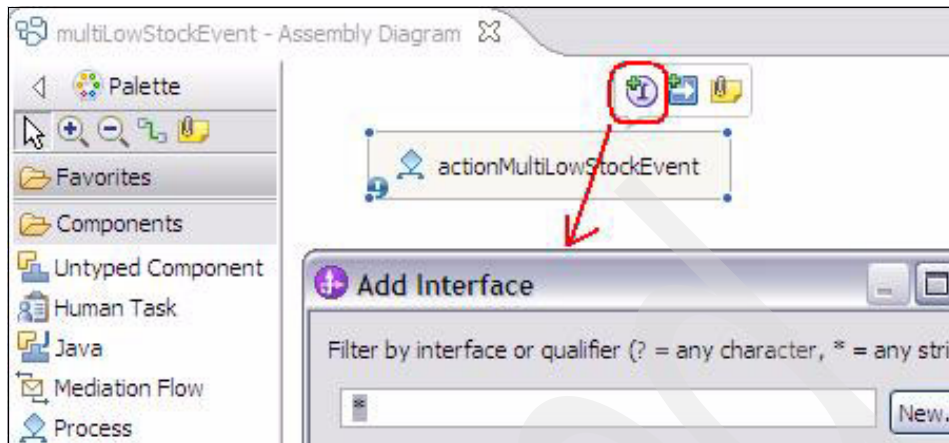 multiLowStockEvent - Assembly Diagram
Palette
actionMultiLowStockEvent
Favorites
Components
Untyped Component
Human Task
Java
Mediation Flow
Process
Add Interface
Filter by interface or qualifier (? = any character, * = any stri
*
New.